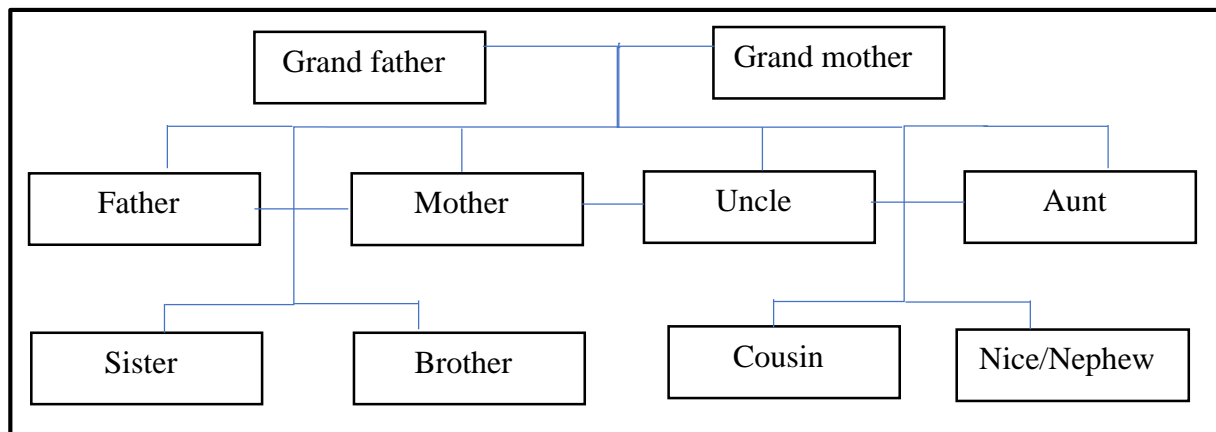 Grand father
Grand mother
Father
Mother
Uncle
Aunt
Sister
Brother
Cousin
Nice/Nephew